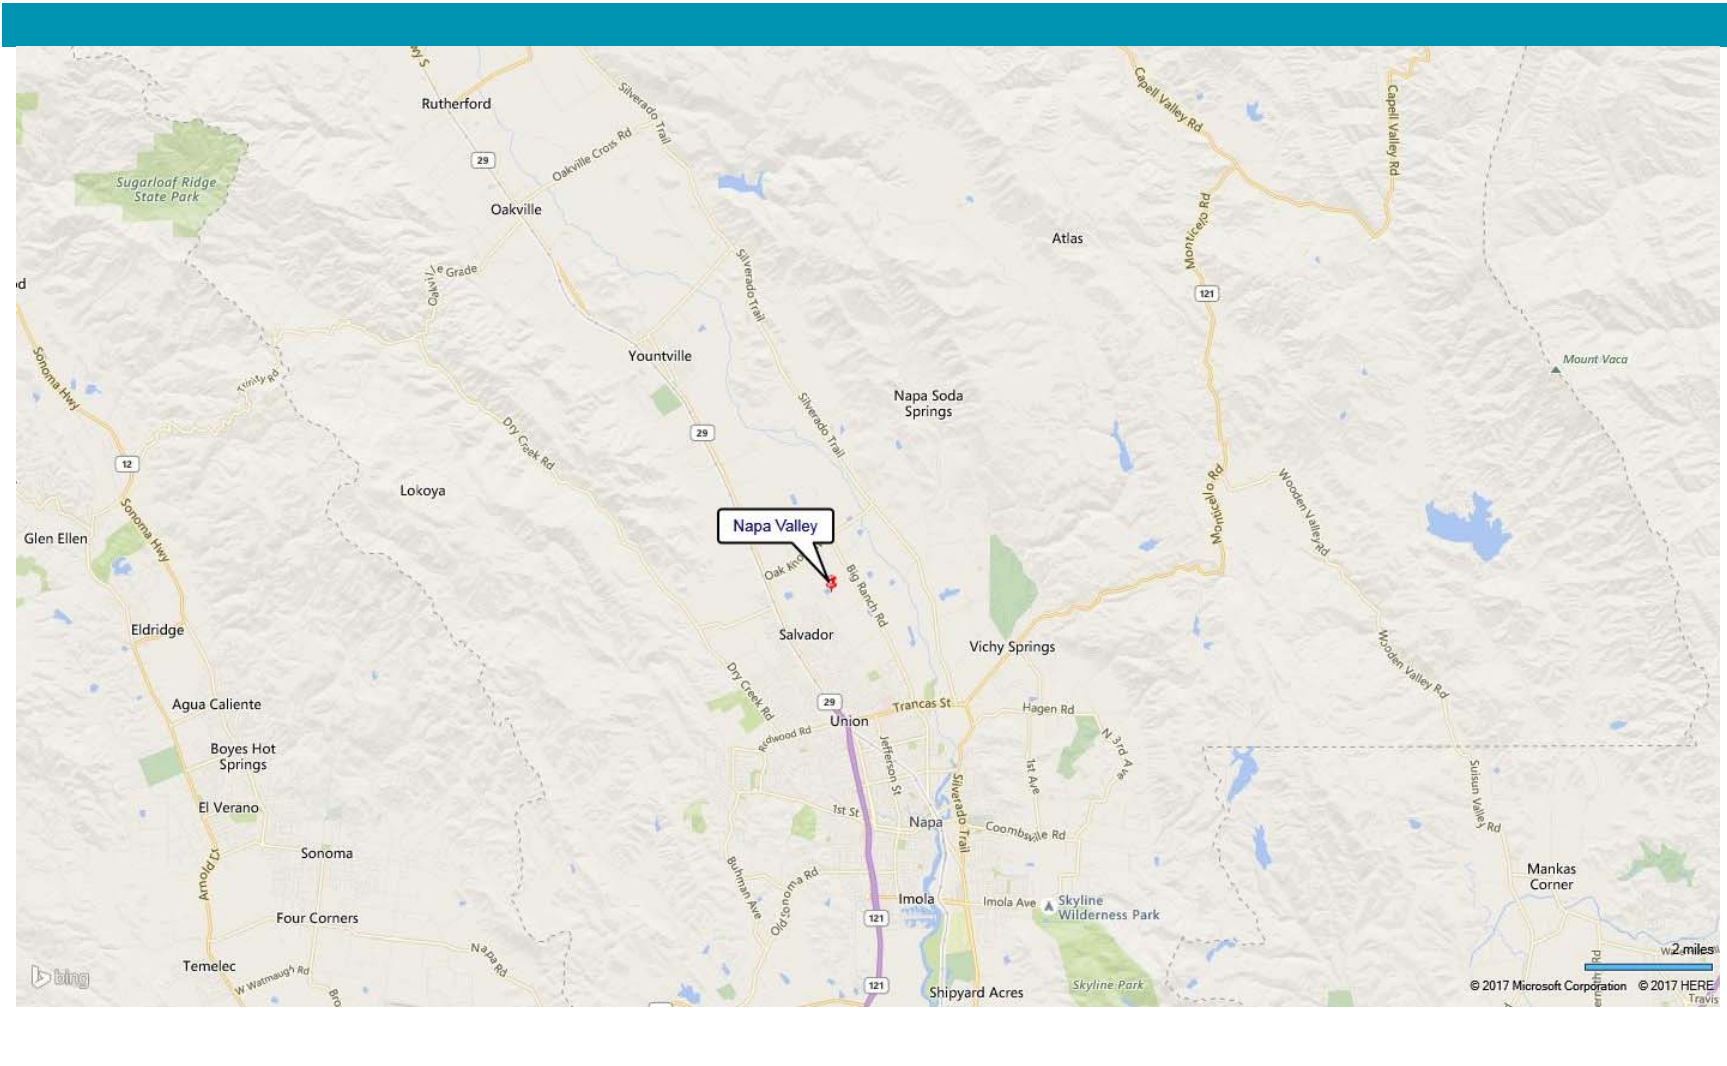 Rutherford
Silverado Trail
Capell Valley Rd
Capell Valley Rd
Oakville Cross Rd
29
Sugarloaf Ridge
State Park
Oakville
Monticello Rd
Atlas
Silverado Trail
121
Sonoma Hwy
Yountville
Mount Vaca
Trinity Rd
Napa Soda
Springs
Silverado Trail
29
Dry Creek Rd
12
Lokoya
Monticello Rd
Wooden Valley Rd
Sonoma Hwy
Napa Valley
Glen Ellen
Big Ranch Rd
Eldridge
Salvador
Vichy Springs
Wooden Valley Rd
Dry Creek Rd
Agua Caliente
29
Trancas St
Hagen Rd
Union
Redwood Rd
N 3rd Ave
Boyes Hot
Springs
Jefferson St
1st Ave
Silverado Trail
Suisun Valley Rd
El Verano
1st St
Napa
Coombsville Rd
Sonoma
Arnold Dr
Buhman Ave
Old Sonoma Rd
Mankas
Corner
Imola
Imola Ave
Skyline
Wilderness Park
Four Corners
121
Napa Rd
2 miles
Temelec
W Watmaugh Rd
bing
121
Shipyard Acres
Skyline Park
© 2017 Microsoft Corporation © 2017 HERE
Travis